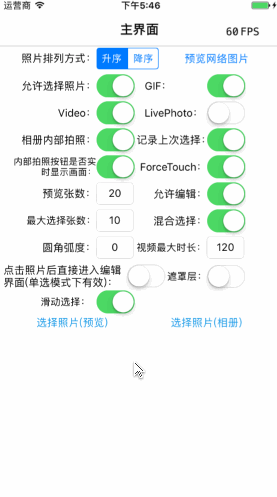 运营商 下午5:46
主界面 60 FPS
照片排列方式: 升序 降序 预览网络图片
允许选择照片: GIF:
Video: LivePhoto:
相册内部拍照: 记录上次选择:
内部拍照按钮是否实
时显示画面: ForceTouch:
预览张数: 20 允许编辑:
最大选择张数: 10 混合选择:
圆角弧度: 0 视频最大时长: 120
点击照片后直接进入编辑
界面(单选模式下有效): 遮罩层:
滑动选择:
选择照片(预览) 选择照片(相册)